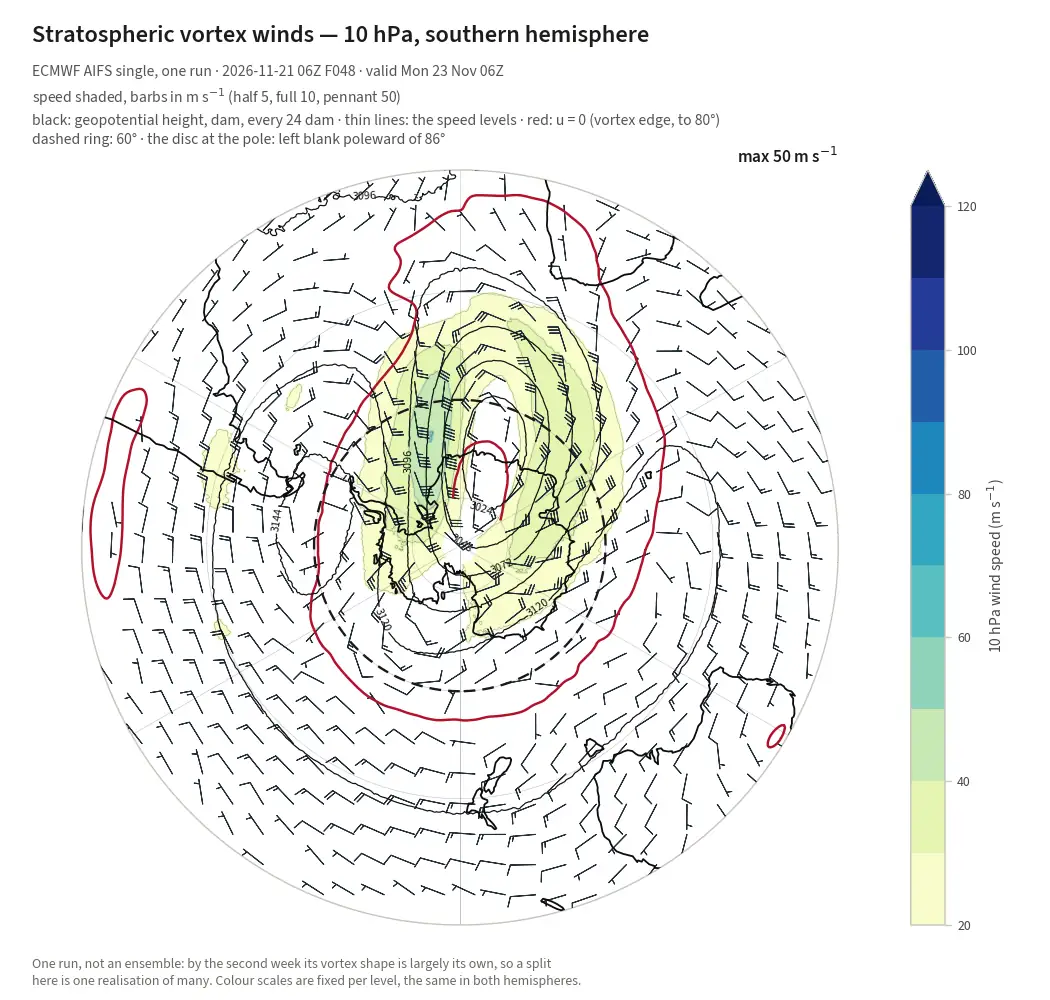 Stratospheric vortex winds — 10 hPa, southern hemisphere
ECMWF AIFS single, one run · 2026-11-21 06Z F048 · valid Mon 23 Nov 06Z
speed shaded, barbs in m s⁻¹ (half 5, full 10, pennant 50)
black: geopotential height, dam, every 24 dam · thin lines: the speed levels · red: u = 0 (vortex edge, to 80°)
dashed ring: 60° · the disc at the pole: left blank poleward of 86°
max 50 m s⁻¹
3096
3096
3024
3144
3072
3120
3120
120
100
80
60
40
20
10 hPa wind speed (m s⁻¹)
One run, not an ensemble: by the second week its vortex shape is largely its own, so a split
here is one realisation of many. Colour scales are fixed per level, the same in both hemispheres.